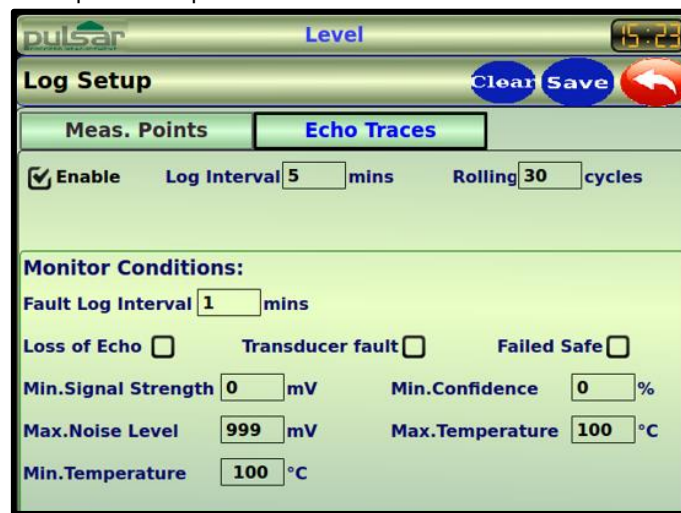 pulsar
Level
15:23
Log Setup
Clear Save
Meas. Points Echo Traces
Enable Log Interval 5 mins Rolling 30 cycles
Monitor Conditions:
Fault Log Interval 1 mins
Loss of Echo Transducer fault Failed Safe
Min.Signal Strength 0 mV Min.Confidence 0 %
Max.Noise Level 999 mV Max.Temperature 100 °C
Min.Temperature 100 °C